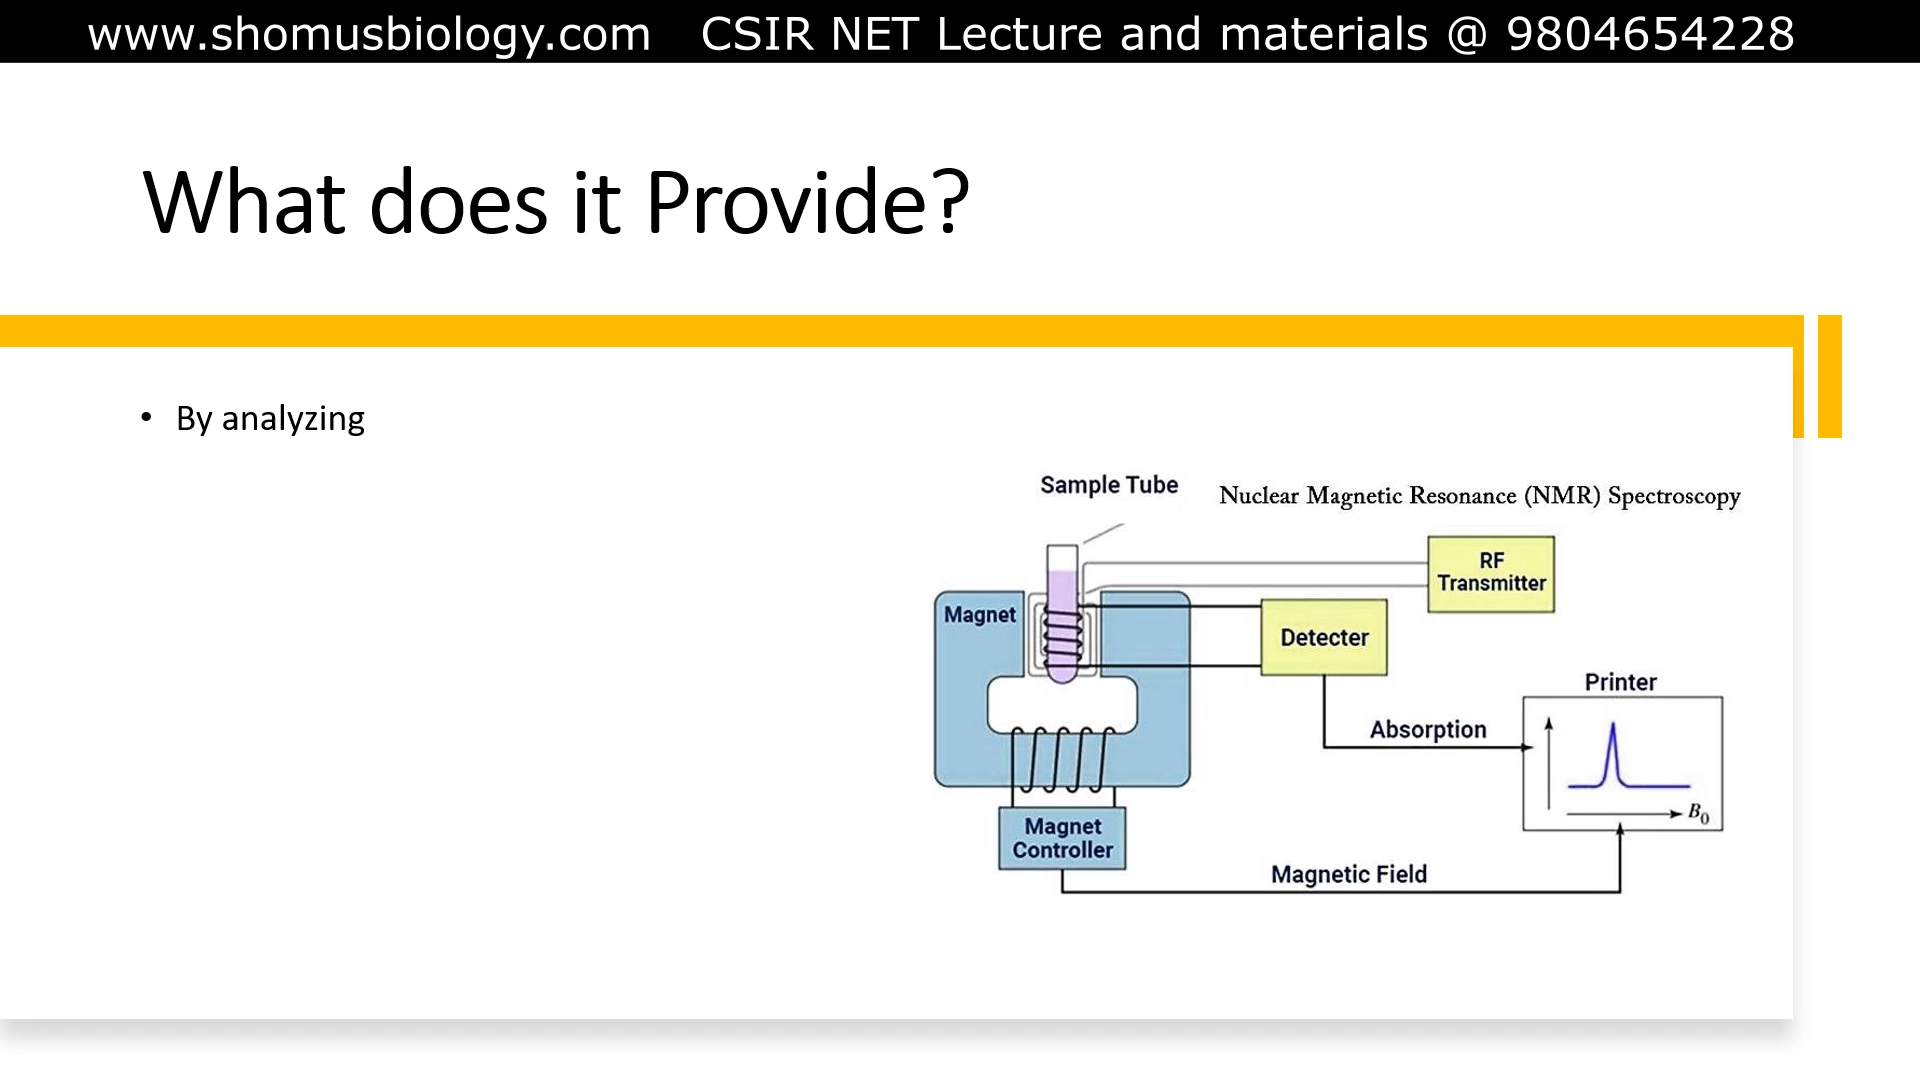 www.shomusbiology.com CSIR NET Lecture and materials @ 9804654228
What does it Provide?
• By analyzing
Sample Tube
Nuclear Magnetic Resonance (NMR) Spectroscopy
RF
Transmitter
Magnet
Detecter
Printer
Absorption
B₀
Magnet
Controller
Magnetic Field